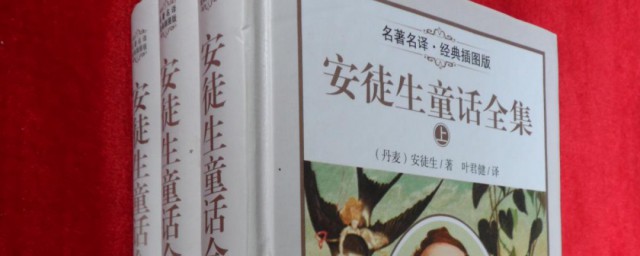 名著名译·经典插图版
安徒生童话全集
上
（丹麦）安徒生/著 叶君健/译
安徒生童话全
安徒生童话全
安徒生童话全